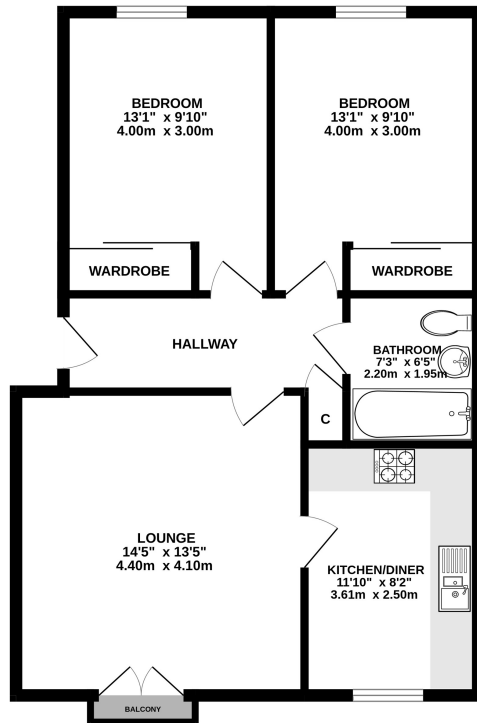 BEDROOM
13'1" x 9'10"
4.00m x 3.00m
BEDROOM
13'1" x 9'10"
4.00m x 3.00m
WARDROBE
WARDROBE
HALLWAY
BATHROOM
7'3" x 6'5"
2.20m x 1.95m
C
LOUNGE
14'5" x 13'5"
4.40m x 4.10m
KITCHEN/DINER
11'10" x 8'2"
3.61m x 2.50m
BALCONY